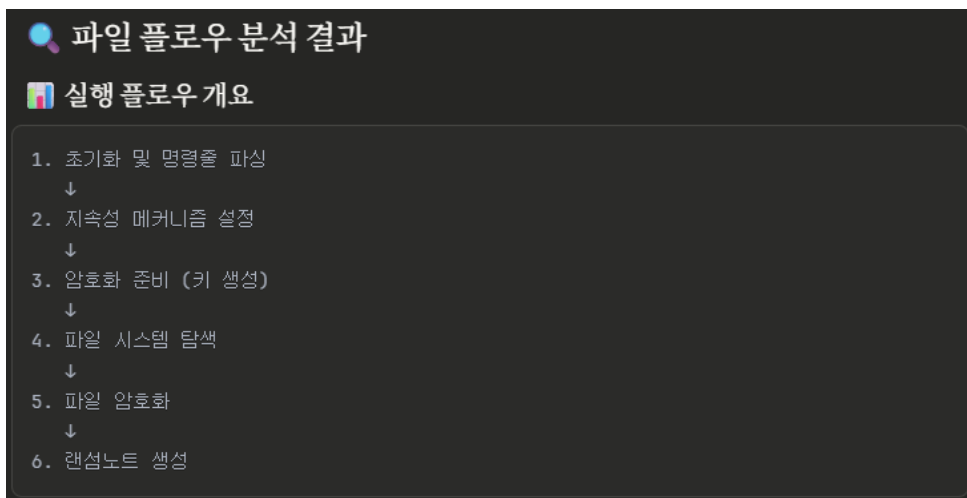 🔍 파일 플로우 분석 결과
📊 실행 플로우 개요
1. 초기화 및 명령줄 파싱
↓
2. 지속성 메커니즘 설정
↓
3. 암호화 준비 (키 생성)
↓
4. 파일 시스템 탐색
↓
5. 파일 암호화
↓
6. 랜섬노트 생성